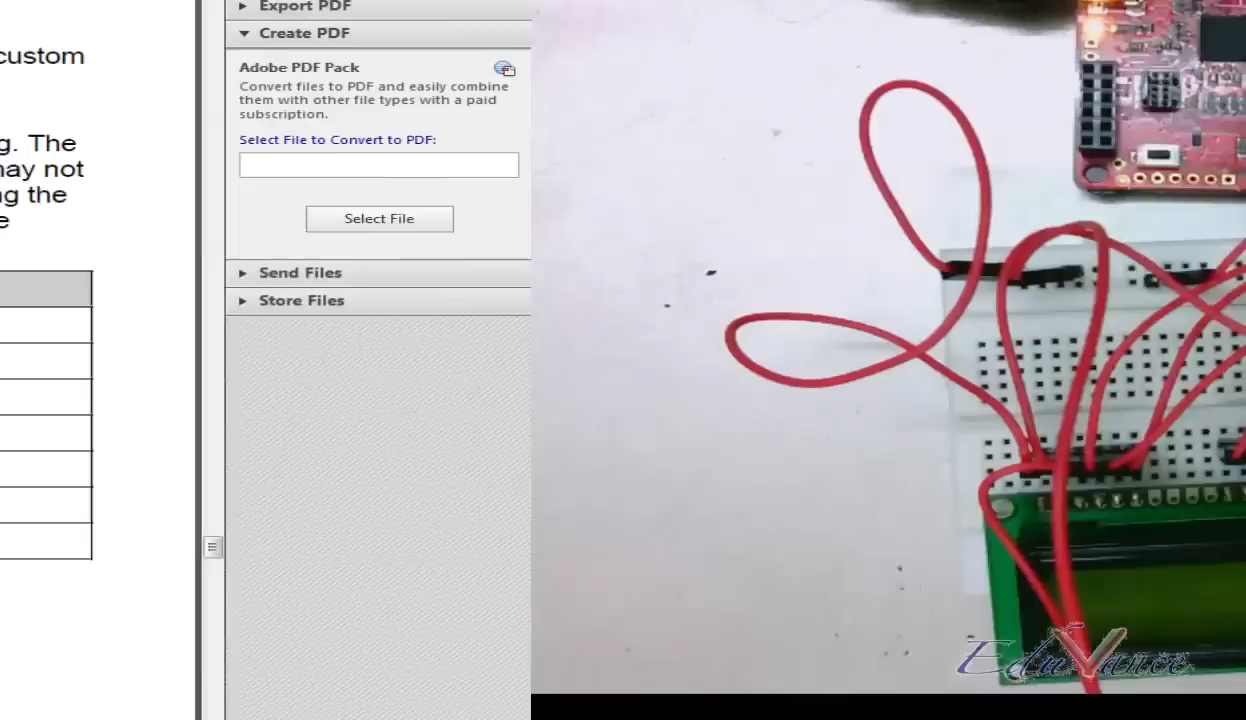 custom
g. The
may not
ng the
e
Export PDF
Create PDF
Adobe PDF Pack
Convert files to PDF and easily combine
them with other file types with a paid
subscription.
Select File to Convert to PDF:
Select File
Send Files
Store Files
EduVance